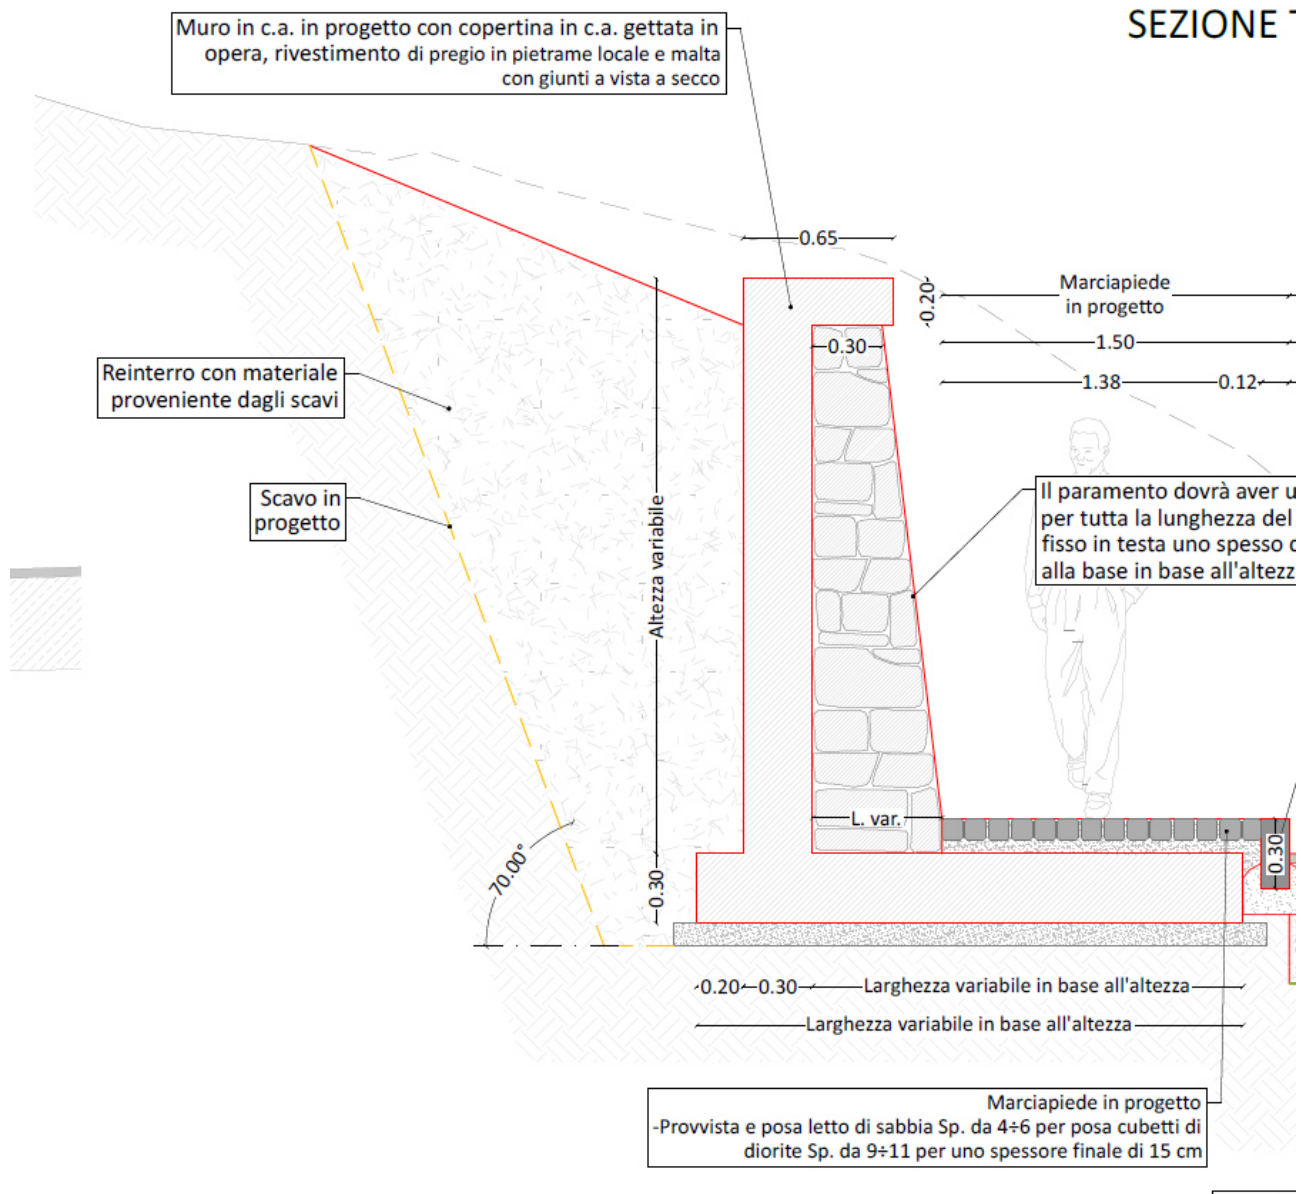 SEZIONE
Muro in c.a. in progetto con copertina in c.a. gettata in
opera, rivestimento di pregio in pietrame locale e malta
con giunti a vista a secco
0.65
0.20
Marciapiede
in progetto
1.50
0.30
1.38
0.12
Reinterro con materiale
proveniente dagli scavi
Scavo in
progetto
Altezza variabile
Il paramento dovrà aver
per tutta la lunghezza del
fisso in testa uno spesso
alla base in base all'altezz
L. var.
0.30
70.00°
0.30
0.20
0.30
Larghezza variabile in base all'altezza
Larghezza variabile in base all'altezza
Marciapiede in progetto
-Provvista e posa letto di sabbia Sp. da 4÷6 per posa cubetti di
diorite Sp. da 9÷11 per uno spessore finale di 15 cm